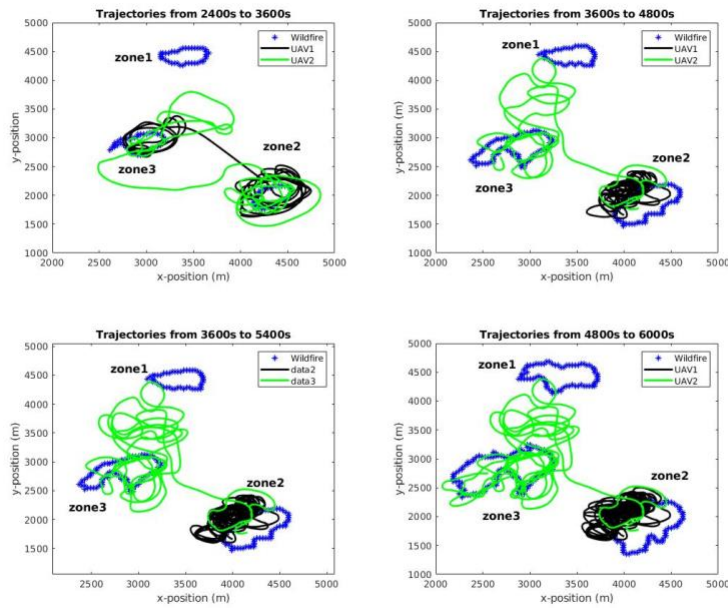 Trajectories from 2400s to 3600s
5000
4500
4000
3500
3000
2500
2000
1500
1000
y-position
zone1
zone2
zone3
Wildfire
UAV1
UAV2
2000 2500 3000 3500 4000 4500 5000
x-position (m)
Trajectories from 3600s to 4800s
5000
4500
4000
3500
3000
2500
2000
1500
1000
y-position (m)
zone1
zone2
zone3
Wildfire
UAV1
UAV2
2000 2500 3000 3500 4000 4500 5000
x-position (m)
Trajectories from 3600s to 5400s
5000
4500
4000
3500
3000
2500
2000
1500
y-position (m)
zone1
zone2
zone3
Wildfire
data2
data3
2500 3000 3500 4000 4500 5000
x-position (m)
Trajectories from 4800s to 6000s
5000
4500
4000
3500
3000
2500
2000
1500
1000
y-position (m)
zone1
zone2
zone3
Wildfire
UAV1
UAV2
2000 2500 3000 3500 4000 4500 5000
x-position (m)